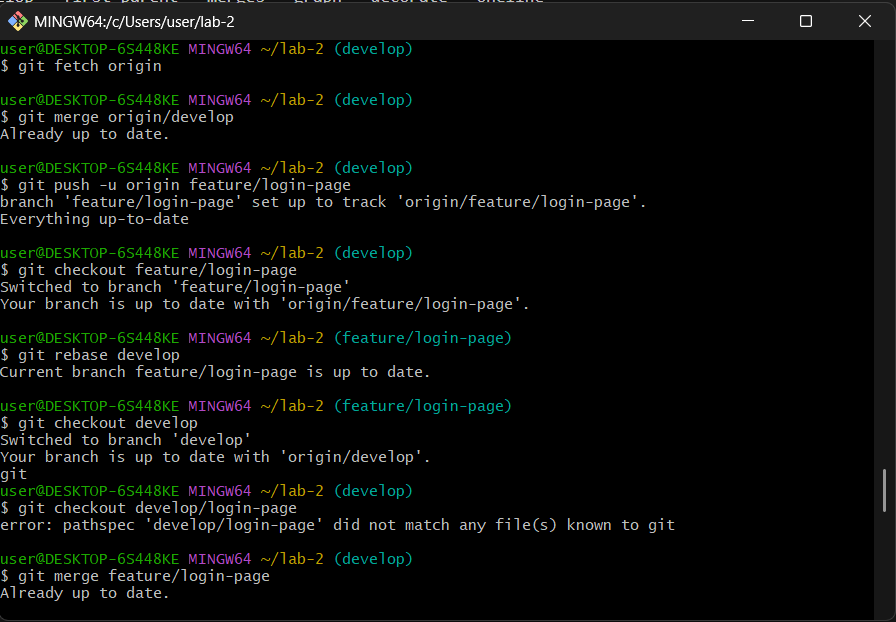 MINGW64:/c/Users/user/lab-2
user@DESKTOP-6S448KE MINGW64 ~/lab-2 (develop)
$ git fetch origin
user@DESKTOP-6S448KE MINGW64 ~/lab-2 (develop)
$ git merge origin/develop
Already up to date.
user@DESKTOP-6S448KE MINGW64 ~/lab-2 (develop)
$ git push -u origin feature/login-page
branch 'feature/login-page' set up to track 'origin/feature/login-page'.
Everything up-to-date
user@DESKTOP-6S448KE MINGW64 ~/lab-2 (develop)
$ git checkout feature/login-page
Switched to branch 'feature/login-page'
Your branch is up to date with 'origin/feature/login-page'.
user@DESKTOP-6S448KE MINGW64 ~/lab-2 (feature/login-page)
$ git rebase develop
Current branch feature/login-page is up to date.
user@DESKTOP-6S448KE MINGW64 ~/lab-2 (feature/login-page)
$ git checkout develop
Switched to branch 'develop'
Your branch is up to date with 'origin/develop'.
git
user@DESKTOP-6S448KE MINGW64 ~/lab-2 (develop)
$ git checkout develop/login-page
error: pathspec 'develop/login-page' did not match any file(s) known to git
user@DESKTOP-6S448KE MINGW64 ~/lab-2 (develop)
$ git merge feature/login-page
Already up to date.